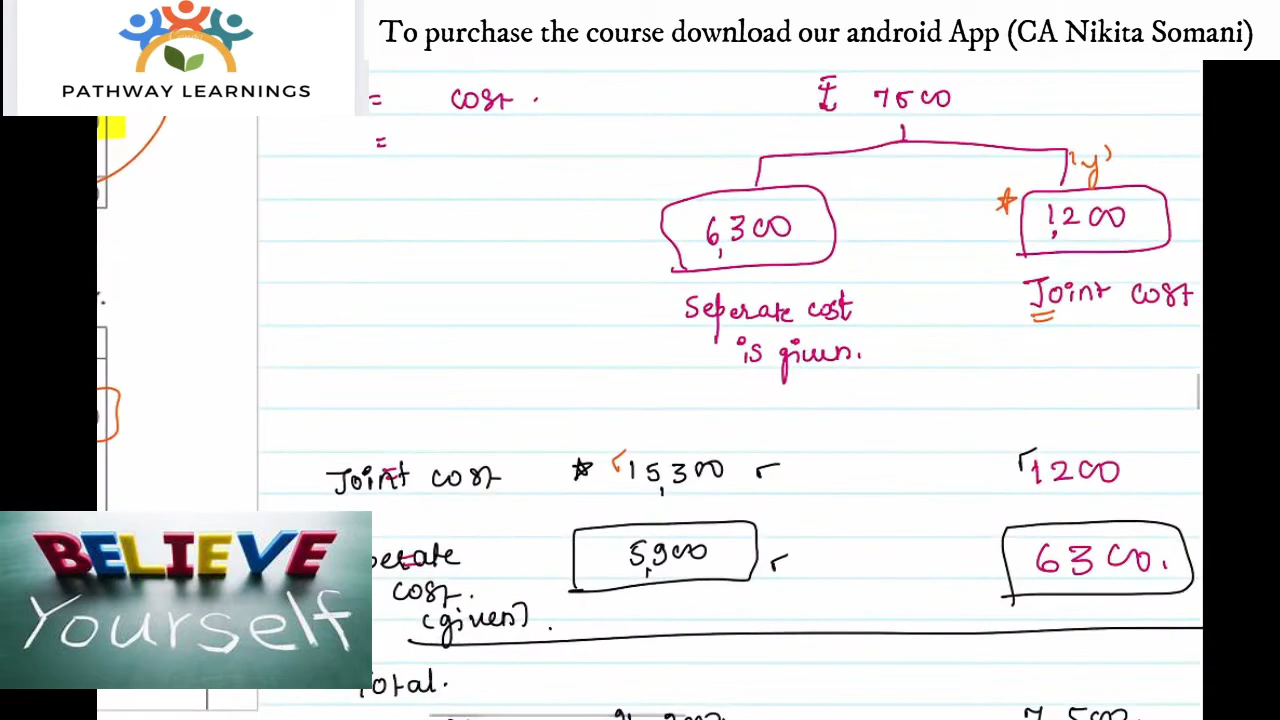 To purchase the course download our android App (CA Nikita Somani)
PATHWAY LEARNINGS
= cost.
₹ 7500
=
(y)
6,300
1,200
Seperate cost
is given.
Joint cost
Joint cost 15,300 1200
perate 5,900 6300.
cost.
(given)
Total.
7,500.
BELIEVE
Yourself